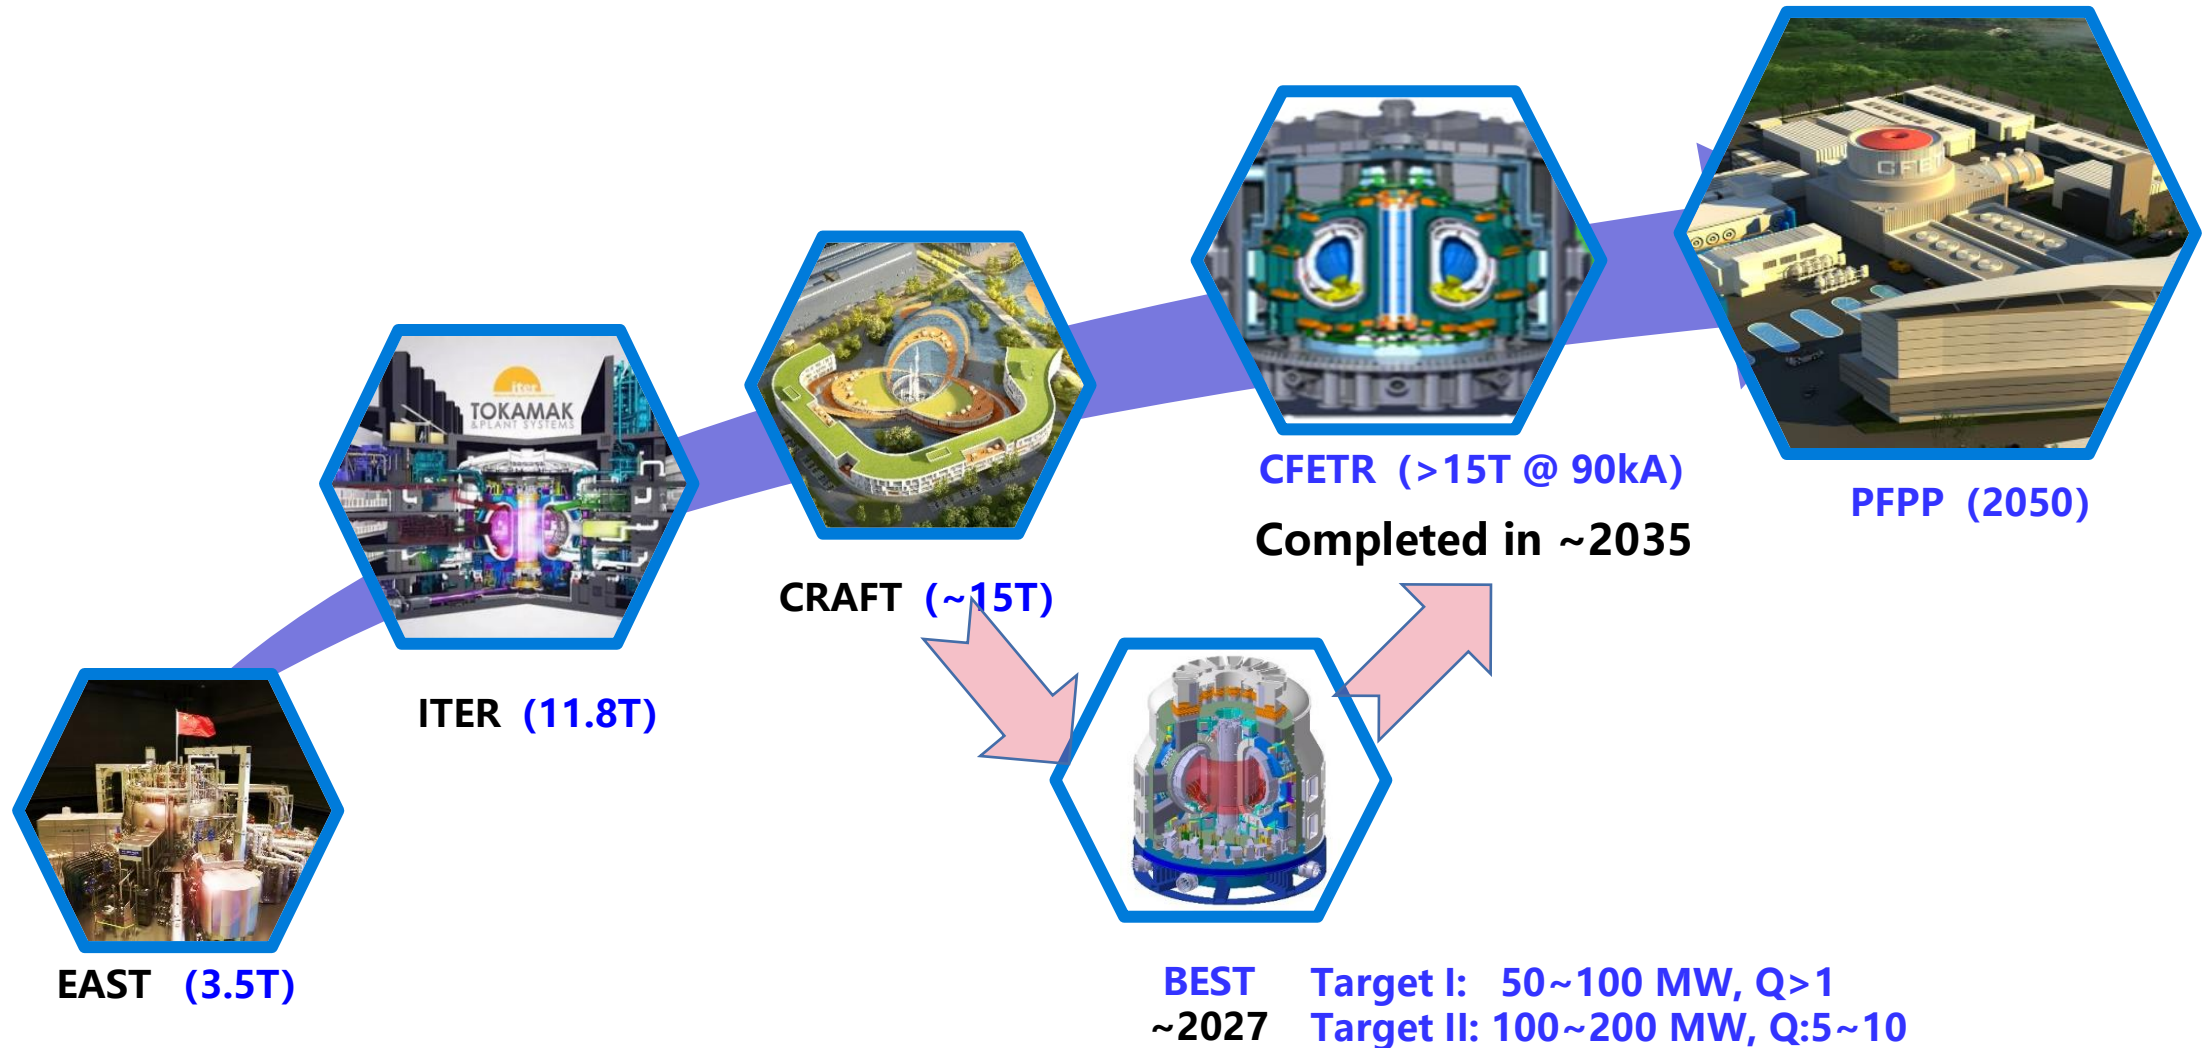 iter
TOKAMAK
& PLANT SYSTEMS
CFETR (>15T @ 90kA)
Completed in ~2035
PFPP (2050)
CRAFT (~15T)
ITER (11.8T)
EAST (3.5T)
BEST
~2027
Target I: 50~100 MW, Q>1
Target II: 100~200 MW, Q:5~10